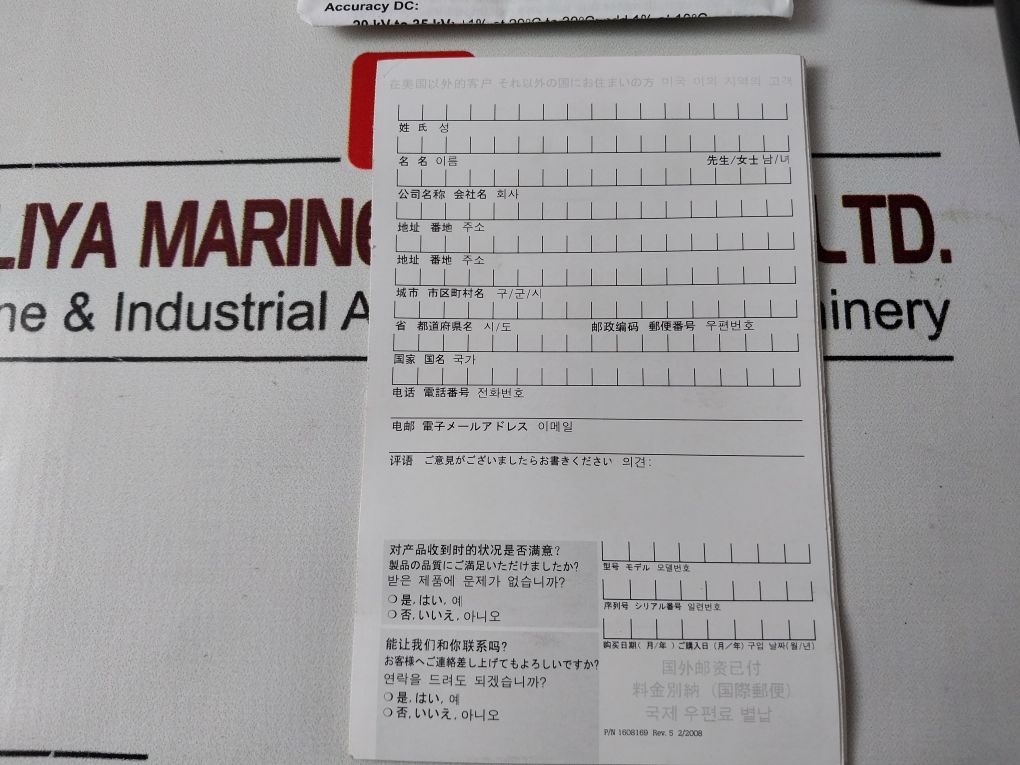 Accuracy DC:
20 kV to 35 kV:
在美国以外的客户 それ以外の国にお住まいの方 미국 이외 지역의 고객
姓 氏 성
名 名 이름 先生/女士 남/녀
公司名称 会社名 회사
地址 番地 주소
地址 番地 주소
城市 市区町村名 구/군/시
省 都道府県名 시/도 邮政编码 郵便番号 우편번호
国家 国名 국가
电话 電話番号 전화번호
电邮 電子メールアドレス 이메일
评语 ご意見がございましたらお書きください 의견:
对产品收到时的状况是否满意?
製品の品質にご満足いただけましたか?
받은 제품에 문제가 없습니까?
是, はい, 예
否, いいえ, 아니오
能让我们和你联系吗?
お客様へご連絡差し上げてもよろしいですか?
연락을 드려도 되겠습니까?
是, はい, 예
否, いいえ, 아니오
型号 モデル 모델번호
序列号 シリアル番号 일련번호
购买日期( 月/年 ) ご購入日 (月／年) 구입 날짜(월/년)
国外邮资已付
料金別納（国際郵便）
국제 우편료 별납
P/N 1608169 Rev. 5 2/2008
LIYA MARIN LTD.
ne & Industrial A inery